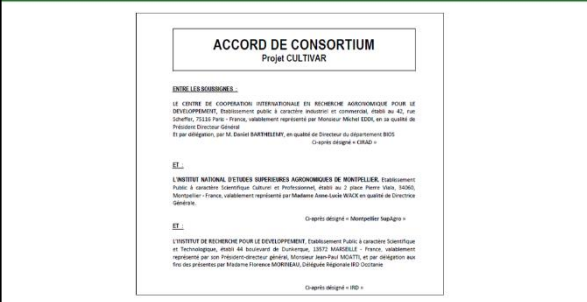 ACCORD DE CONSORTIUM
Projet CULTIVAR
ENTRE LES SOUSSIGNES :
LE CENTRE DE COOPERATION INTERNATIONALE EN RECHERCHE AGRONOMIQUE POUR LE
DEVELOPPEMENT, Etablissement public à caractère industriel et commercial, établi au 42, rue
Scheffer, 75116 Paris - France, valablement représenté par Monsieur Michel EDDI, en sa qualité de
Président Directeur Général
Et par délégation, par M. Daniel BARTHELEMY, en qualité de Directeur du département BIOS
Ci-après désigné « CIRAD »
ET :
L'INSTITUT NATIONAL D'ETUDES SUPERIEURES AGRONOMIQUES DE MONTPELLIER, Etablissement
Public à caractère Scientifique Culturel et Professionnel, établi au 2 place Pierre Viala, 34060,
Montpellier - France, valablement représenté par Madame Anne-Lucie WACK en qualité de Directrice
Générale.
Ci-après désigné « Montpellier SupAgro »
ET :
L'INSTITUT DE RECHERCHE POUR LE DEVELOPPEMENT, Etablissement Public à caractère Scientifique
et Technologique, établi 44 boulevard de Dunkerque, 13572 MARSEILLE - France, valablement
représenté par son Président-directeur général, Monsieur Jean-Paul MOATTI, et par délégation aux
fins des présentes par Madame Florence MORINEAU, Déléguée Régionale IRD Occitanie
Ci-après désigné « IRD »